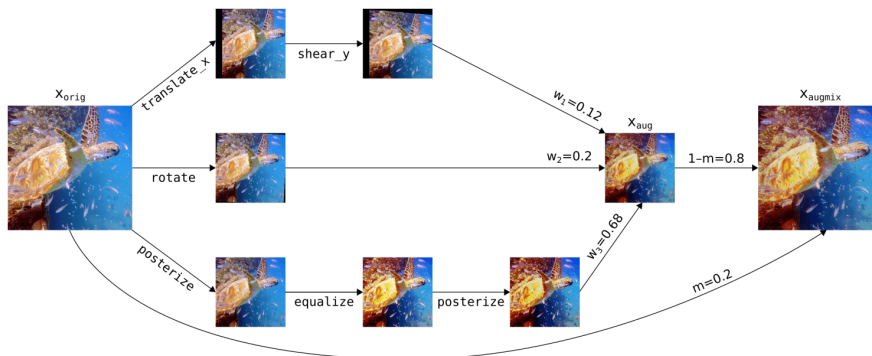 translate_x
shear_y
w₁=0.12
x_orig
x_aug
x_augmix
rotate
w₂=0.2
1–m=0.8
posterize
equalize
posterize
w₃=0.68
m=0.2